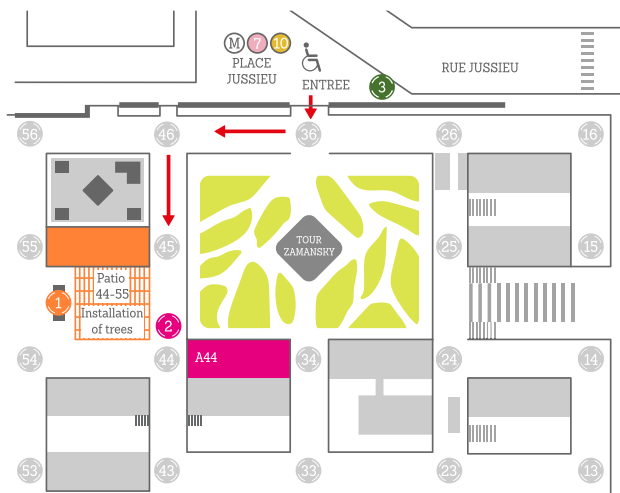 M 7 10
PLACE
JUSSIEU
ENTREE
RUE JUSSIEU
3
56 46 36 26 16
TOUR
ZAMANSKY
55 45 25 15
Patio
44-55
1
Installation
of trees
2
A44
54 44 34 24 14
53 43 33 23 13